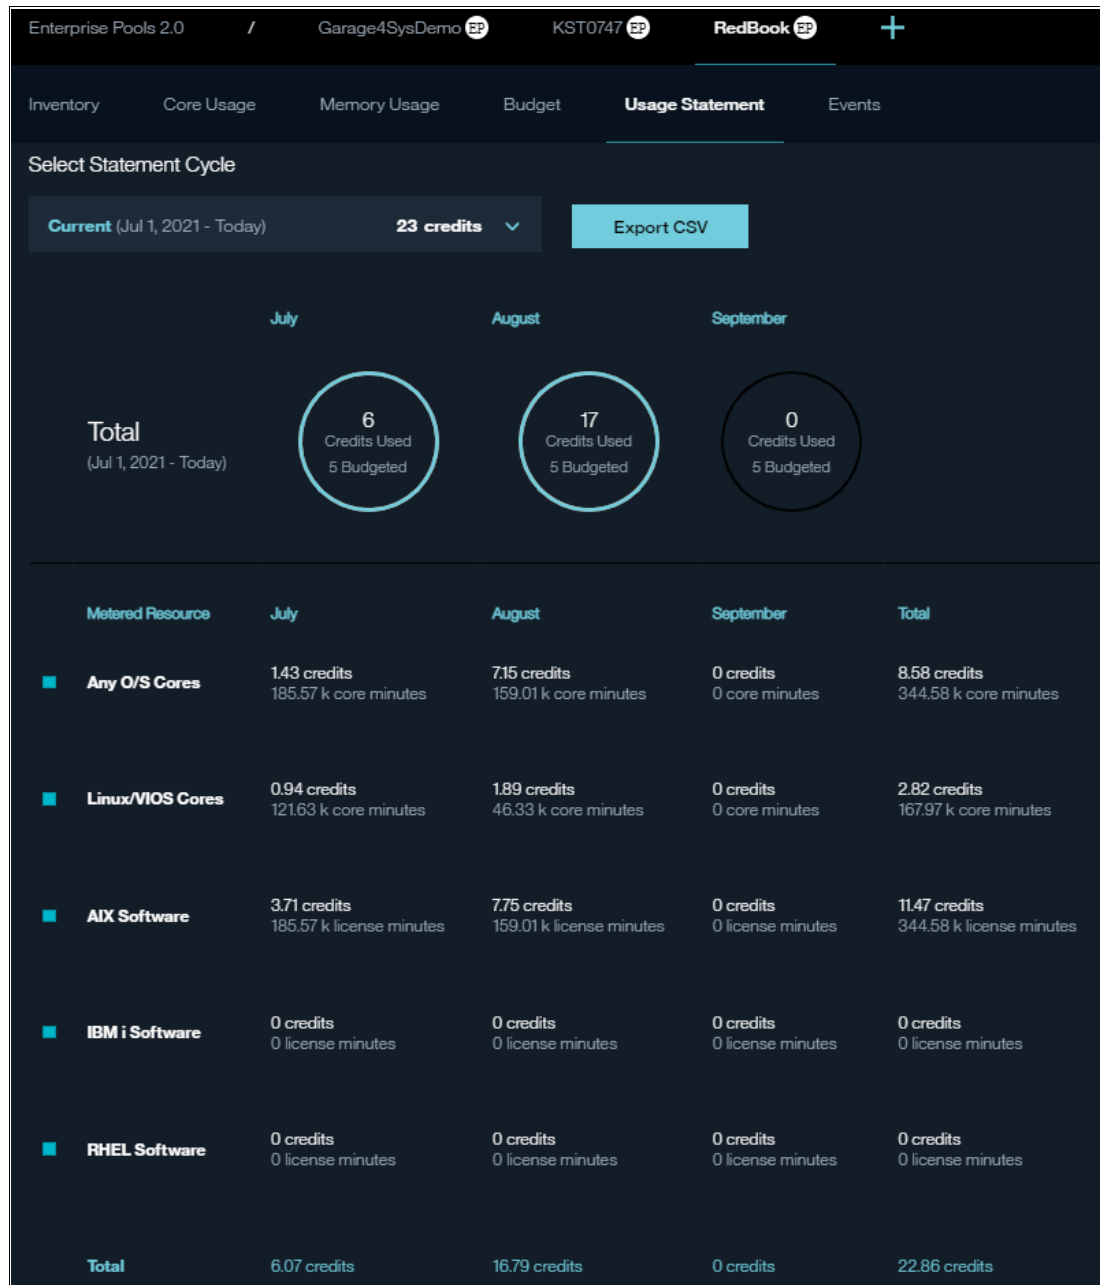 Enterprise Pools 2.0 / Garage4SysDemo EP KST0747 EP RedBook EP +
Inventory Core Usage Memory Usage Budget Usage Statement Events
Select Statement Cycle
Current (Jul 1, 2021 - Today) 23 credits Export CSV
July August September
Total
(Jul 1, 2021 - Today)
6
Credits Used
5 Budgeted
17
Credits Used
5 Budgeted
0
Credits Used
5 Budgeted
Metered Resource July August September Total
Any O/S Cores
1.43 credits 7.15 credits 0 credits 8.58 credits
185.57 k core minutes 159.01 k core minutes 0 core minutes 344.58 k core minutes
Linux/VIOS Cores
0.94 credits 1.89 credits 0 credits 2.82 credits
121.63 k core minutes 46.33 k core minutes 0 core minutes 167.97 k core minutes
AIX Software
3.71 credits 7.75 credits 0 credits 11.47 credits
185.57 k license minutes 159.01 k license minutes 0 license minutes 344.58 k license minutes
IBM i Software
0 credits 0 credits 0 credits 0 credits
0 license minutes 0 license minutes 0 license minutes 0 license minutes
RHEL Software
0 credits 0 credits 0 credits 0 credits
0 license minutes 0 license minutes 0 license minutes 0 license minutes
Total 6.07 credits 16.79 credits 0 credits 22.86 credits